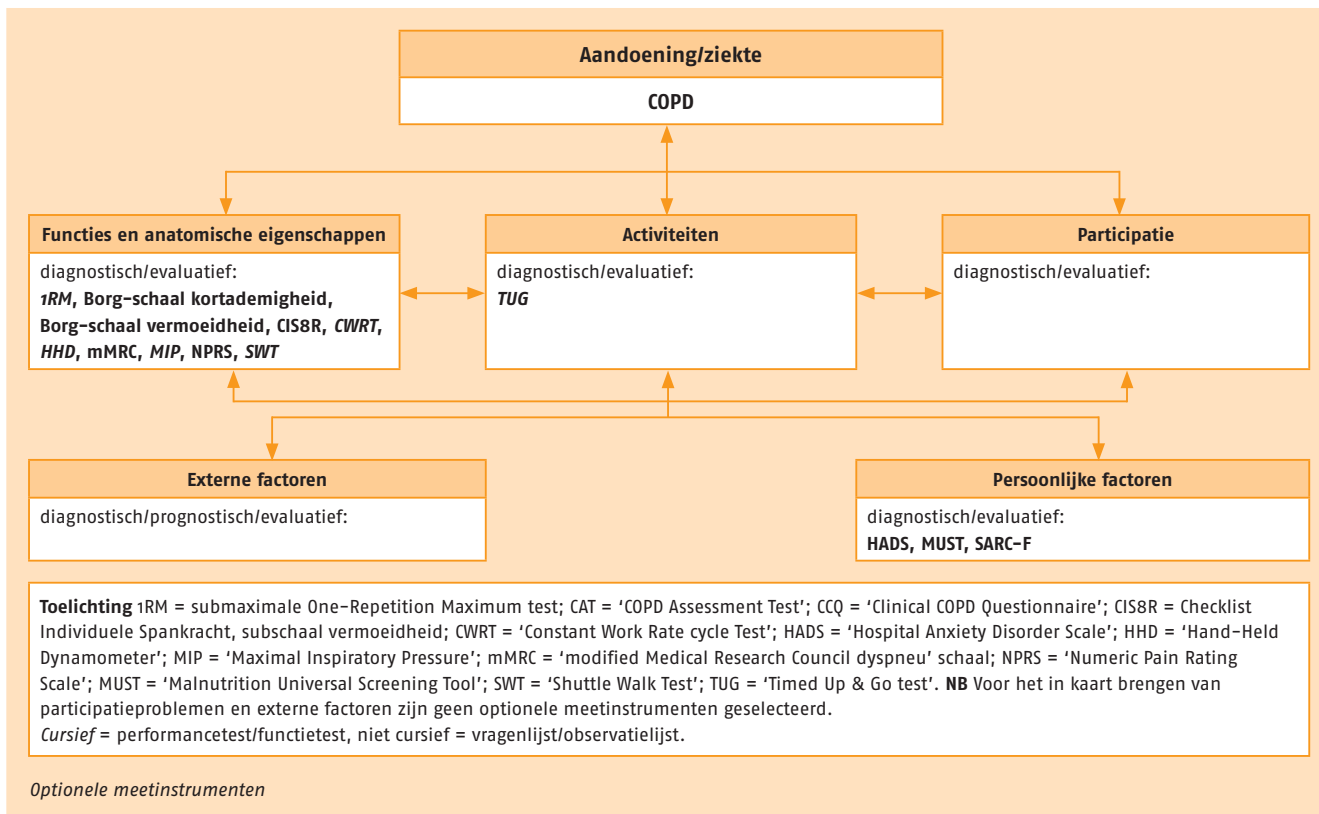 Aandoening/ziekte
COPD
Functies en anatomische eigenschappen
diagnostisch/evaluatief:
1RM, Borg-schaal kortademigheid,
Borg-schaal vermoeidheid, CIS8R, CWRT,
HHD, mMRC, MIP, NPRS, SWT
Activiteiten
diagnostisch/evaluatief:
TUG
Participatie
diagnostisch/evaluatief:
Externe factoren
diagnostisch/prognostisch/evaluatief:
Persoonlijke factoren
diagnostisch/evaluatief:
HADS, MUST, SARC-F
Toelichting 1RM = submaximale One-Repetition Maximum test; CAT = 'COPD Assessment Test'; CCQ = 'Clinical COPD Questionnaire'; CIS8R = Checklist
Individuele Spankracht, subschaal vermoeidheid; CWRT = 'Constant Work Rate cycle Test'; HADS = 'Hospital Anxiety Disorder Scale'; HHD = 'Hand-Held
Dynamometer'; MIP = 'Maximal Inspiratory Pressure'; mMRC = 'modified Medical Research Council dyspneu' schaal; NPRS = 'Numeric Pain Rating
Scale'; MUST = 'Malnutrition Universal Screening Tool'; SWT = 'Shuttle Walk Test'; TUG = 'Timed Up & Go test'. NB Voor het in kaart brengen van
participatieproblemen en externe factoren zijn geen optionele meetinstrumenten geselecteerd.
Cursief = performancetest/functietest, niet cursief = vragenlijst/observatielijst.
Optionele meetinstrumenten